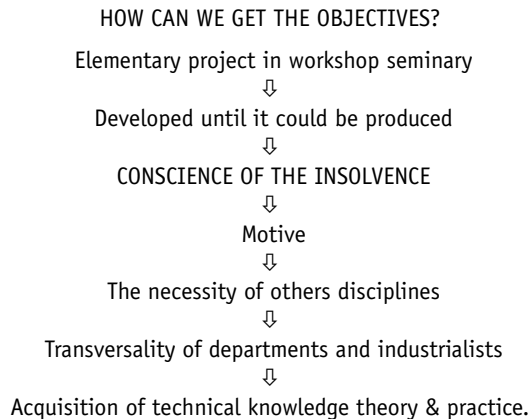 HOW CAN WE GET THE OBJECTIVES?
Elementary project in workshop seminary
⇩
Developed until it could be produced
⇩
CONSCIENCE OF THE INSOLVENCE
⇩
Motive
⇩
The necessity of others disciplines
⇩
Transversality of departments and industrialists
⇩
Acquisition of technical knowledge theory & practice.